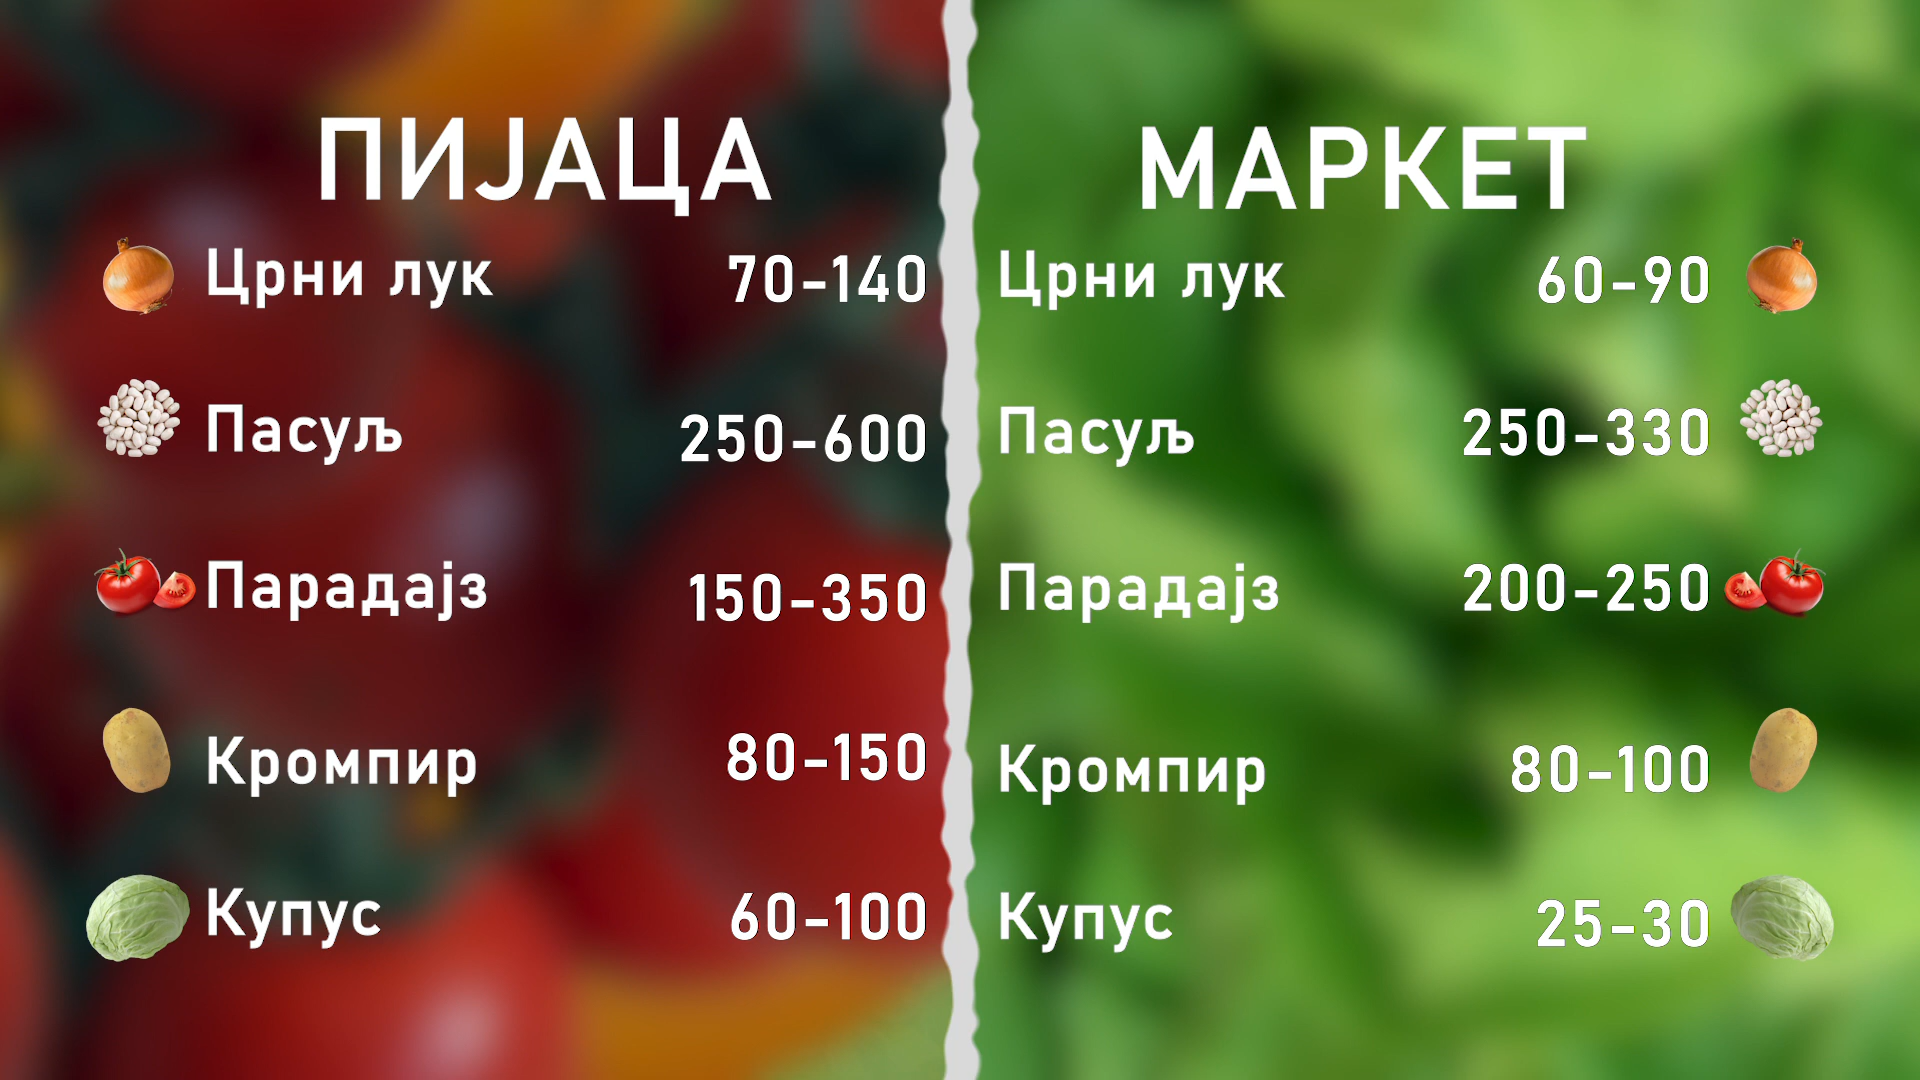 ПИЈАЦА
Црни лук 70-140
Пасуљ 250-600
Парадајз 150-350
Кромпир 80-150
Купус 60-100
МАРКЕТ
Црни лук 60-90
Пасуљ 250-330
Парадајз 200-250
Кромпир 80-100
Купус 25-30